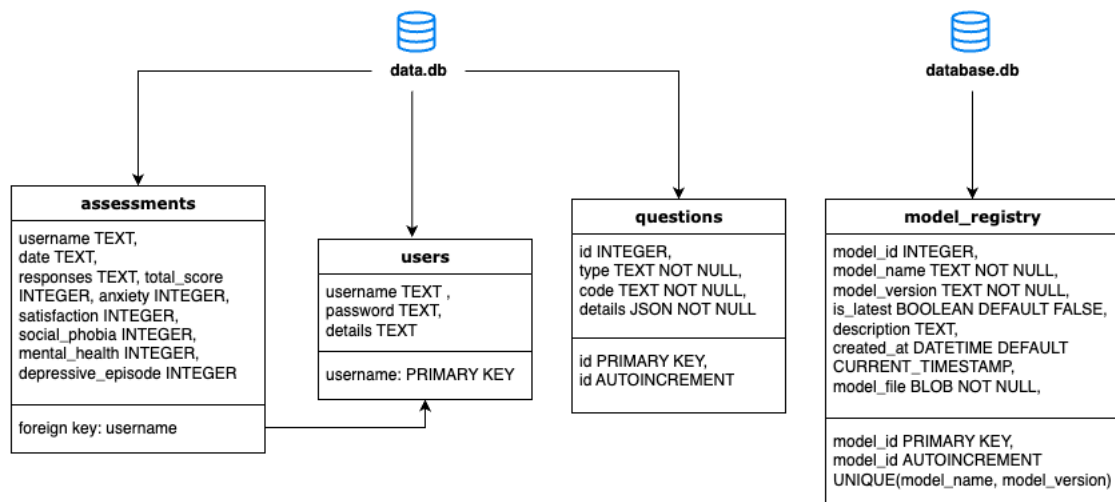 data.db
database.db
assessments
username TEXT,
date TEXT,
responses TEXT, total_score
INTEGER, anxiety INTEGER,
satisfaction INTEGER,
social_phobia INTEGER,
mental_health INTEGER,
depressive_episode INTEGER
foreign key: username
users
username TEXT ,
password TEXT,
details TEXT
username: PRIMARY KEY
questions
id INTEGER,
type TEXT NOT NULL,
code TEXT NOT NULL,
details JSON NOT NULL
id PRIMARY KEY,
id AUTOINCREMENT
model_registry
model_id INTEGER,
model_name TEXT NOT NULL,
model_version TEXT NOT NULL,
is_latest BOOLEAN DEFAULT FALSE,
description TEXT,
created_at DATETIME DEFAULT
CURRENT_TIMESTAMP,
model_file BLOB NOT NULL,
model_id PRIMARY KEY,
model_id AUTOINCREMENT
UNIQUE(model_name, model_version)